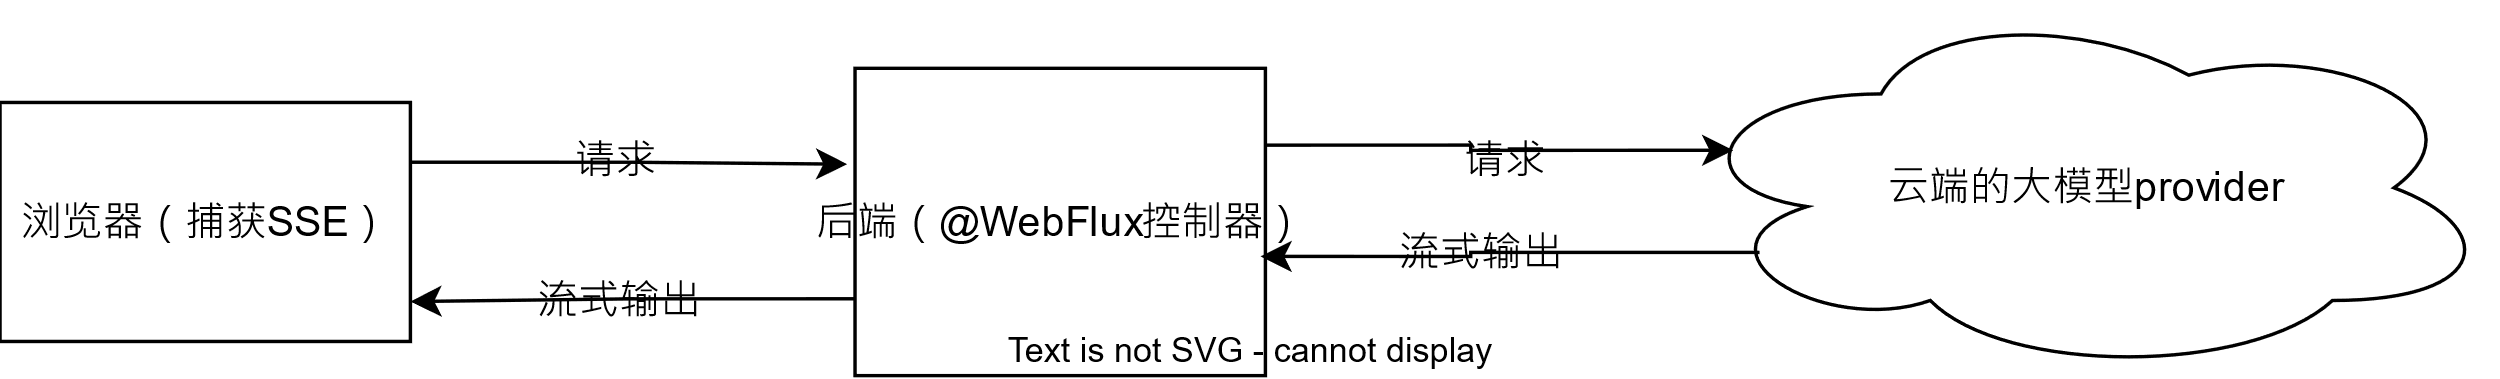 浏览器（捕获SSE）
请求
流式输出
后端（@WebFlux控制器）
请求
流式输出
云端的大模型provider
Text is not SVG - cannot display